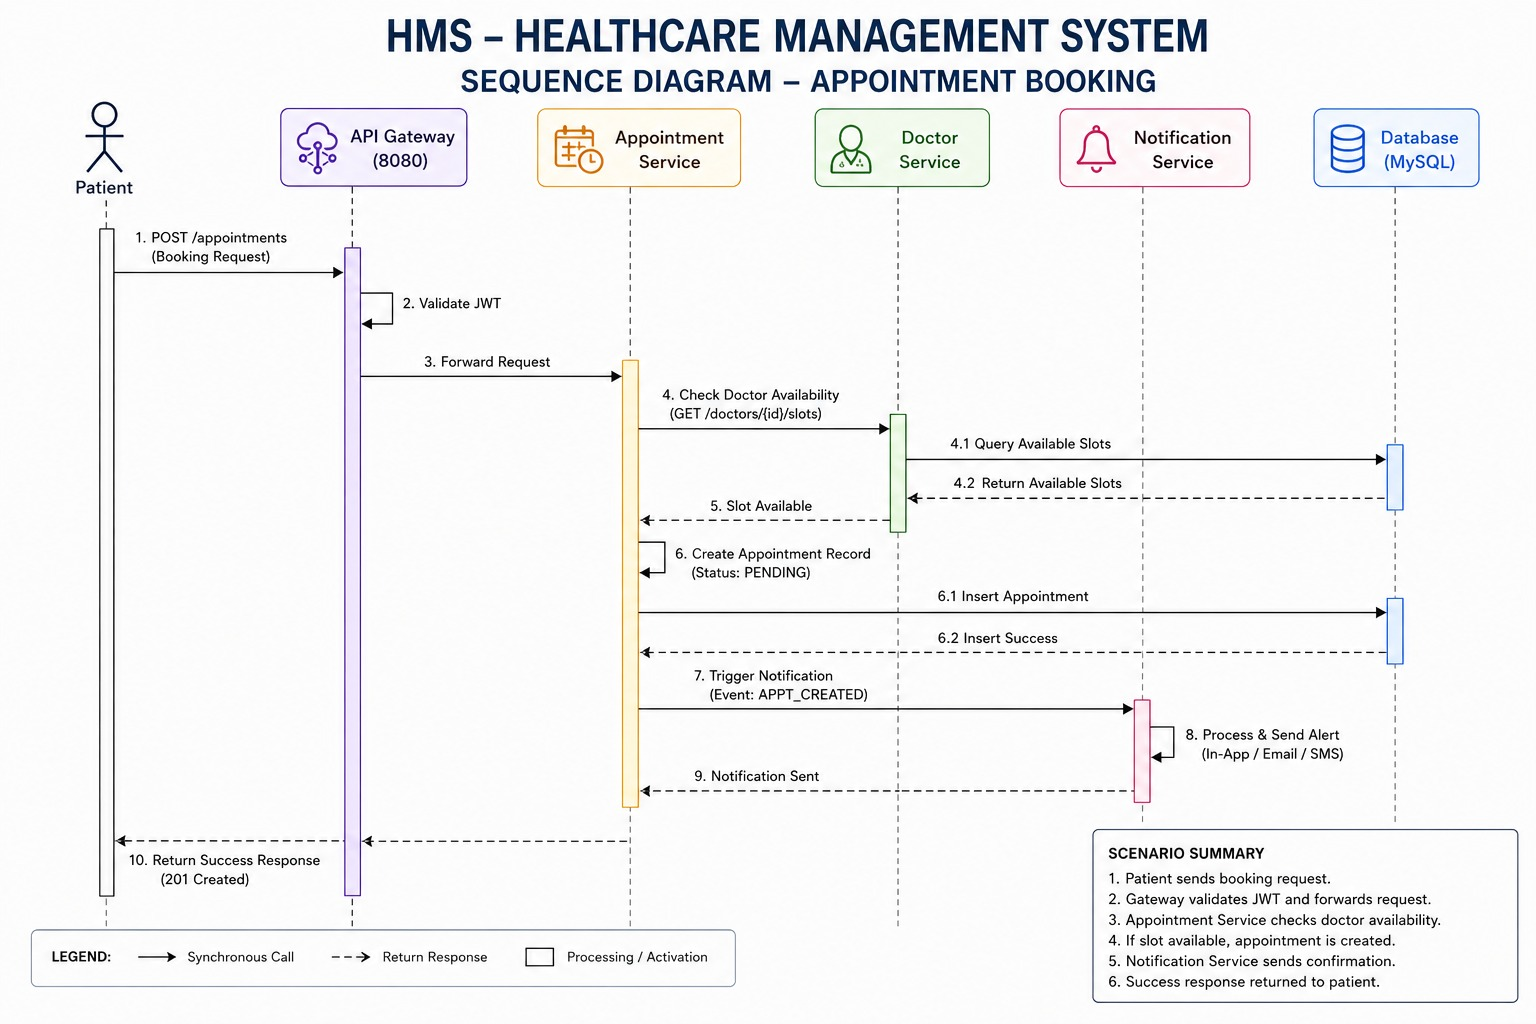 HMS – HEALTHCARE MANAGEMENT SYSTEM
SEQUENCE DIAGRAM – APPOINTMENT BOOKING
Patient
API Gateway
(8080)
Appointment
Service
Doctor
Service
Notification
Service
Database
(MySQL)
1. POST /appointments
(Booking Request)
2. Validate JWT
3. Forward Request
4. Check Doctor Availability
(GET /doctors/{id}/slots)
4.1 Query Available Slots
4.2 Return Available Slots
5. Slot Available
6. Create Appointment Record
(Status: PENDING)
6.1 Insert Appointment
6.2 Insert Success
7. Trigger Notification
(Event: APPT_CREATED)
8. Process & Send Alert
(In-App / Email / SMS)
9. Notification Sent
10. Return Success Response
(201 Created)
SCENARIO SUMMARY
1. Patient sends booking request.
2. Gateway validates JWT and forwards request.
3. Appointment Service checks doctor availability.
4. If slot available, appointment is created.
5. Notification Service sends confirmation.
6. Success response returned to patient.
LEGEND:
Synchronous Call
Return Response
Processing / Activation